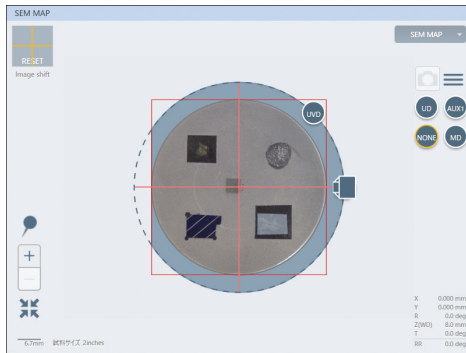 SEM MAP
RESET
Image shift
SEM MAP
UVD
UD
AUX1
NONE
MD
+
−
X 0.000 mm
Y 0.000 mm
R 0.0 deg
Z(WD) 8.0 mm
T 0.0 deg
RR 0.0 deg
6.7mm 試料サイズ 2inches